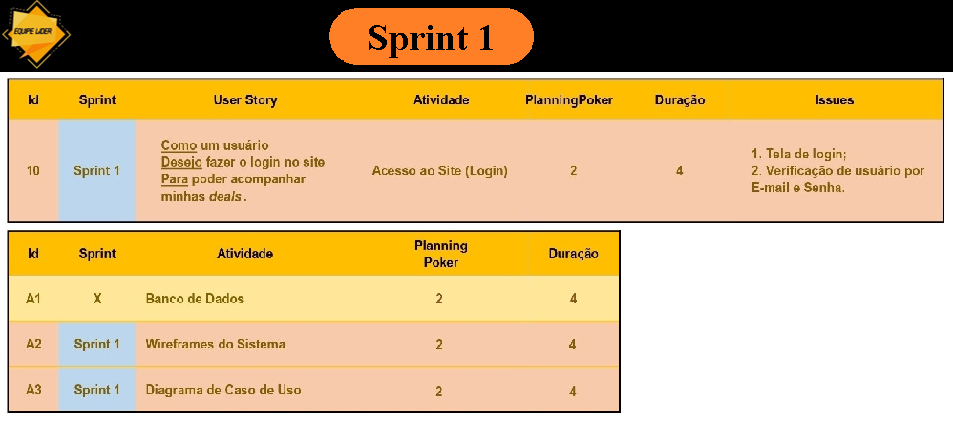 EQUIPE LIDER
Sprint 1
Id Sprint User Story Atividade PlanningPoker Duração Issues
10 Sprint 1 Como um usuário
Desejo fazer o login no site
Para poder acompanhar
minhas deals. Acesso ao Site (Login) 2 4 1. Tela de login;
2. Verificação de usuário por
E-mail e Senha.
Id Sprint Atividade Planning
Poker Duração
A1 X Banco de Dados 2 4
A2 Sprint 1 Wireframes do Sistema 2 4
A3 Sprint 1 Diagrama de Caso de Uso 2 4